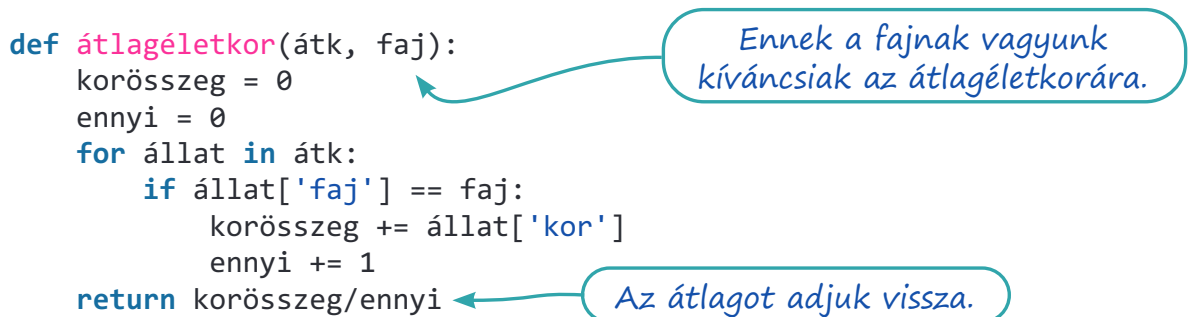 def átlagéletkor(átk, faj):
    korösszeg = 0
    ennyi = 0
    for állat in átk:
        if állat['faj'] == faj:
            korösszeg += állat['kor']
            ennyi += 1
    return korösszeg/ennyi
Ennek a fajnak vagyunk
kíváncsiak az átlagéletkorára.
Az átlagot adjuk vissza.